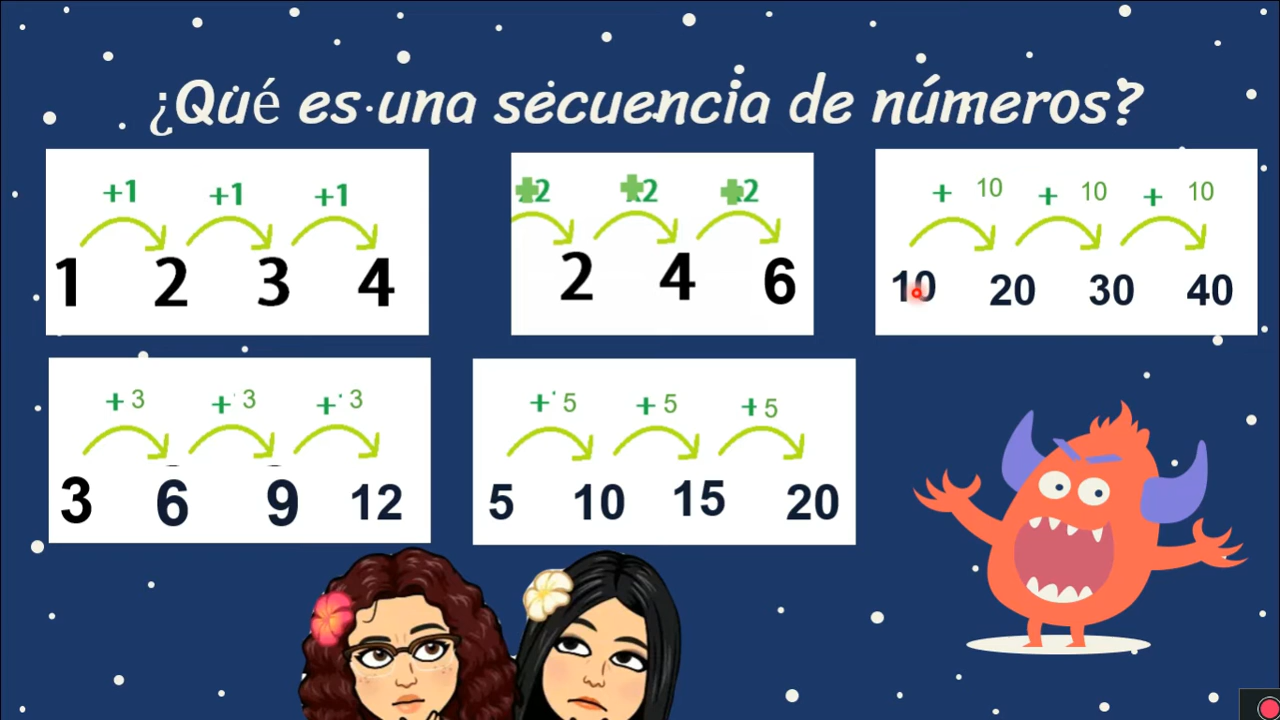 ¿Qué es una secuencia de números?
+1 +1 +1
1 2 3 4
+2 +2 +2
2 4 6
+ 10 + 10 + 10
10 20 30 40
+ 3 + 3 + 3
3 6 9 12
+ 5 + 5 + 5
5 10 15 20